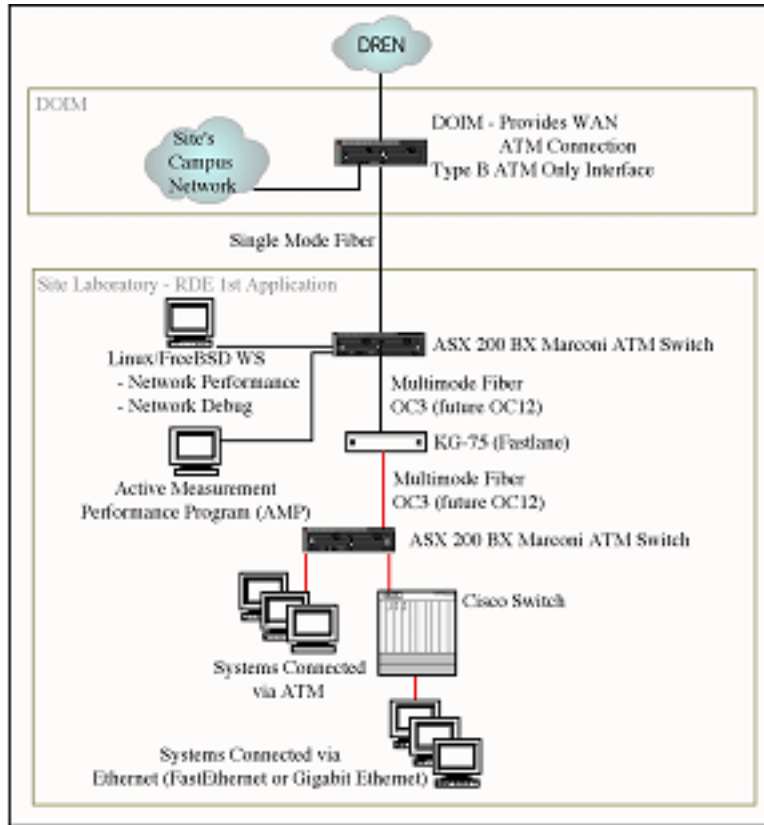 DREN
DOIM
DOIM - Provides WAN
ATM Connection
Type B ATM Only Interface
Site's
Campus
Network
Single Mode Fiber
Site Laboratory - RDE 1st Application
Linux/FreeBSD WS
- Network Performance
- Network Debug
ASX 200 BX Marconi ATM Switch
Multimode Fiber
OC3 (future OC12)
KG-75 (Fastlane)
Active Measurement
Performance Program (AMP)
Multimode Fiber
OC3 (future OC12)
ASX 200 BX Marconi ATM Switch
Cisco Switch
Systems Connected
via ATM
Systems Connected via
Ethernet (FastEthernet or Gigabit Ethernet)